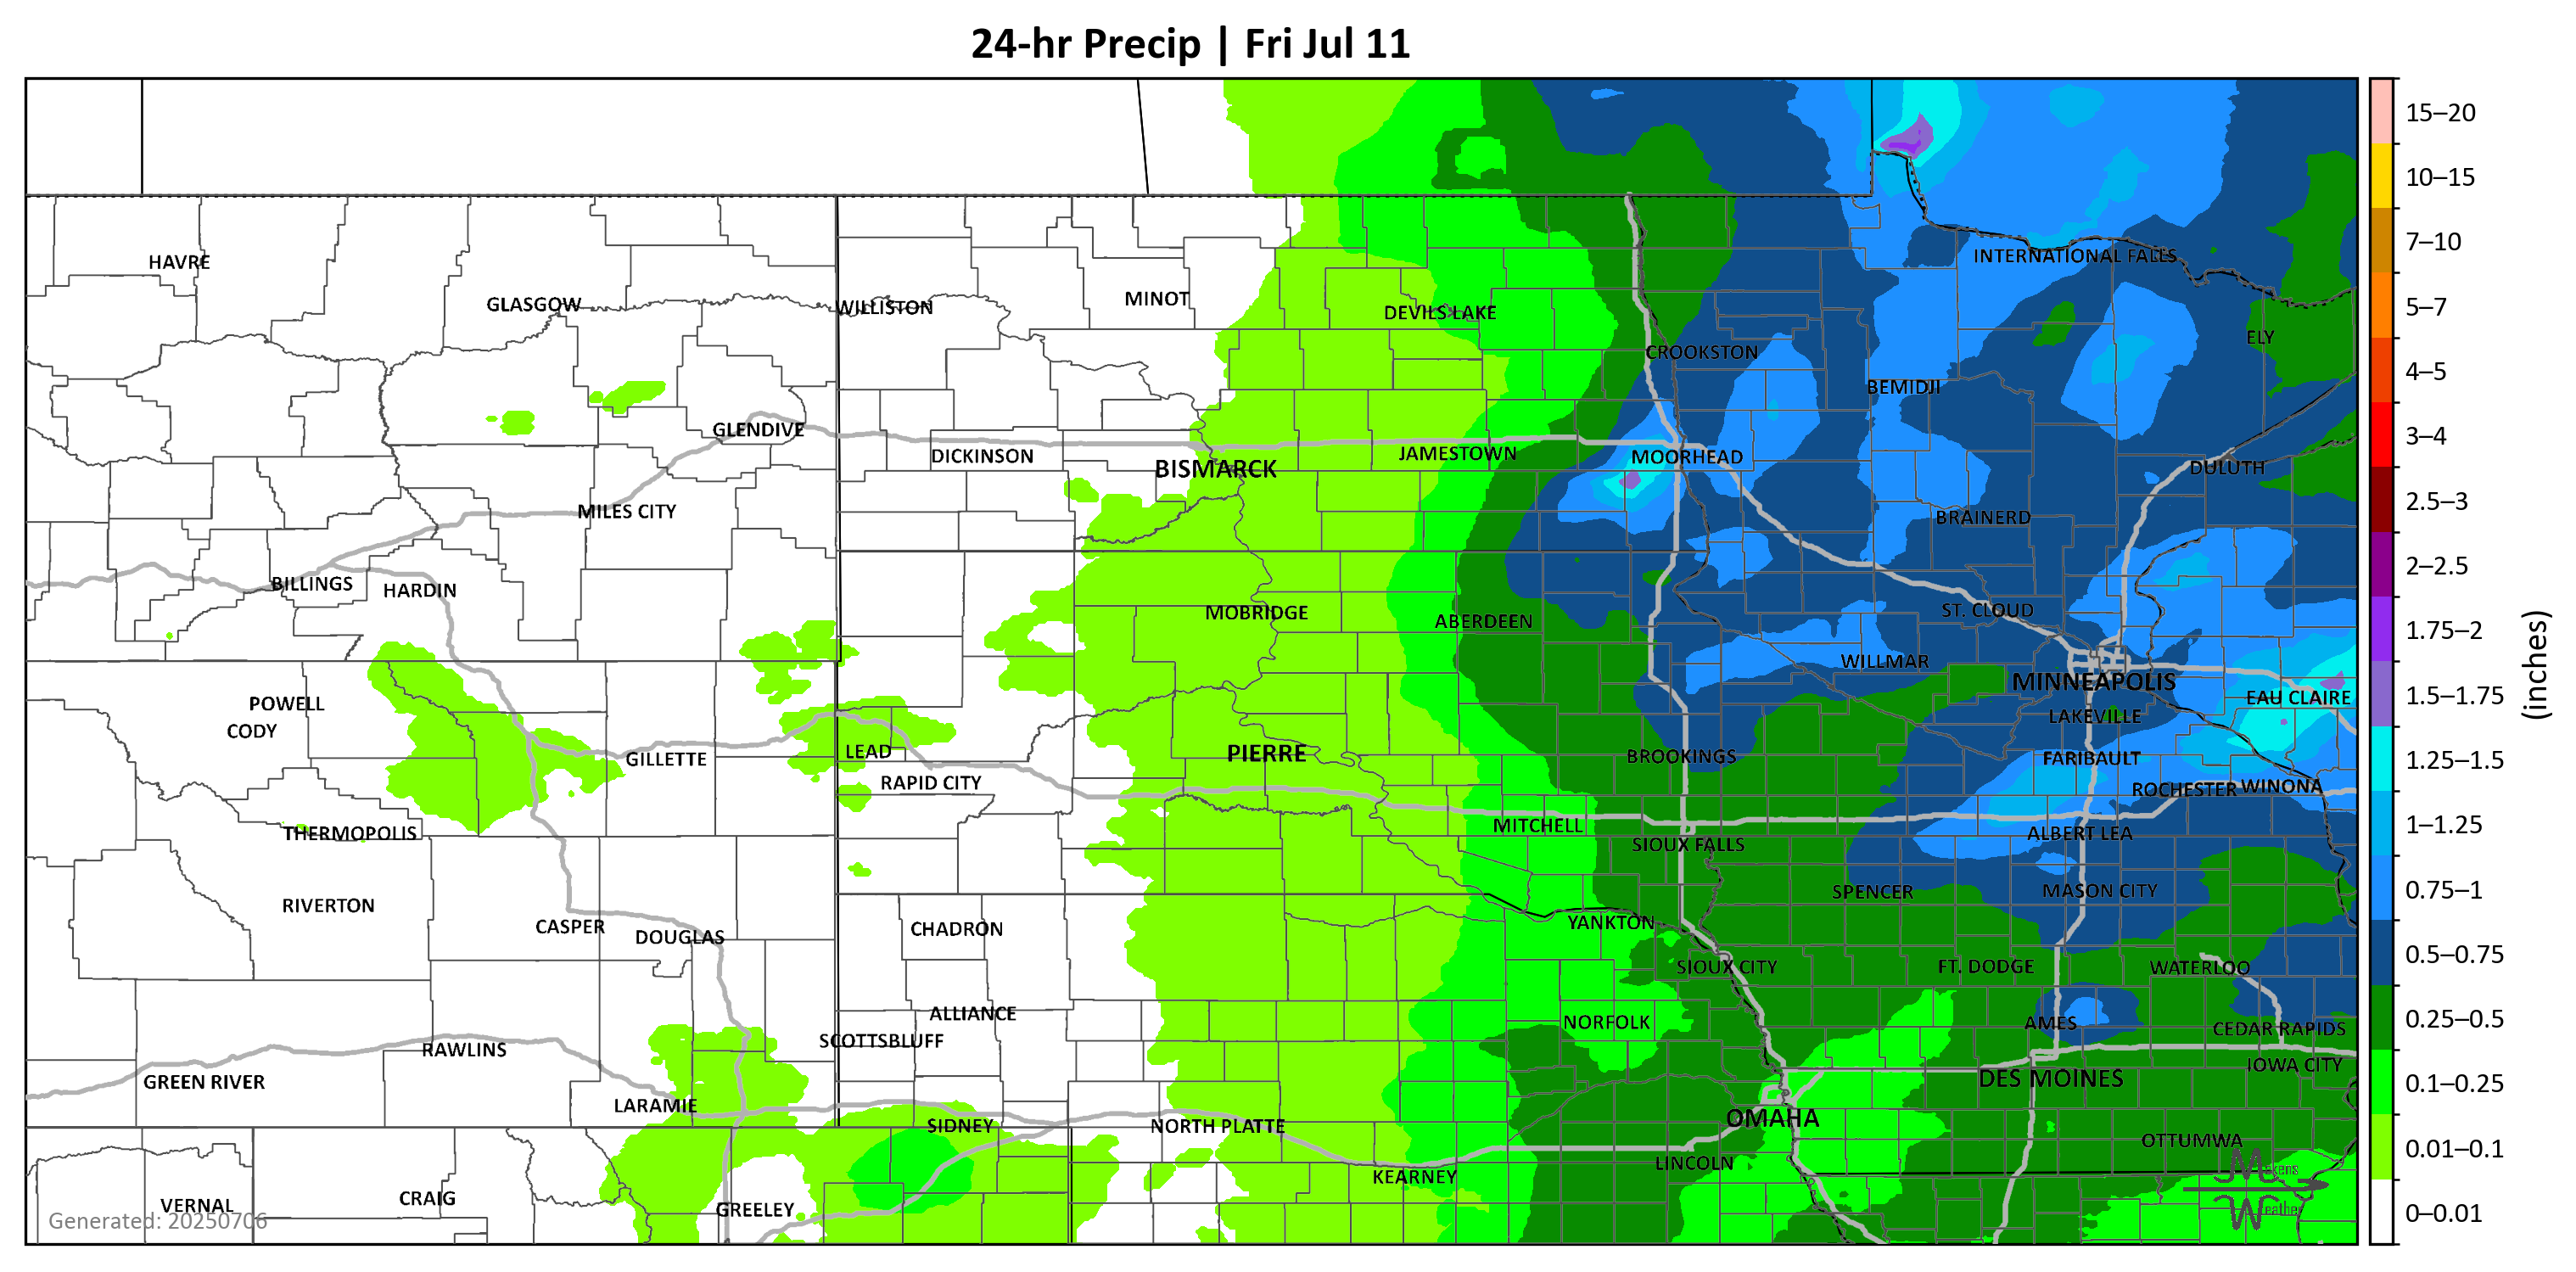 24-hr Precip | Fri Jul 11
15–20
10–15
7–10
5–7
4–5
3–4
2.5–3
2–2.5
1.75–2
1.5–1.75
1.25–1.5
1–1.25
0.75–1
0.5–0.75
0.25–0.5
0.1–0.25
0.01–0.1
0–0.01
(inches)
HAVRE
INTERNATIONAL FALLS
GLASGOW
WILLISTON
MINOT
DEVILS LAKE
ELY
CROOKSTON
BEMIDJI
GLENDIVE
DICKINSON
BISMARCK
JAMESTOWN
MOORHEAD
DULUTH
MILES CITY
BRAINERD
BILLINGS
HARDIN
MOBRIDGE
ABERDEEN
ST. CLOUD
WILLMAR
MINNEAPOLIS
POWELL
EAU CLAIRE
CODY
LAKEVILLE
GILLETTE
LEAD
PIERRE
BROOKINGS
FARIBAULT
RAPID CITY
ROCHESTER
WINONA
THERMOPOLIS
MITCHELL
ALBERT LEA
SIOUX FALLS
RIVERTON
SPENCER
MASON CITY
CASPER
DOUGLAS
CHADRON
YANKTON
SIOUX CITY
FT. DODGE
WATERLOO
ALLIANCE
NORFOLK
AMES
CEDAR RAPIDS
SCOTTSBLUFF
RAWLINS
IOWA CITY
GREEN RIVER
DES MOINES
LARAMIE
SIDNEY
NORTH PLATTE
OMAHA
OTTUMWA
LINCOLN
KEARNEY
VERNAL
CRAIG
GREELEY
Makens
Weather
Generated: 20250706